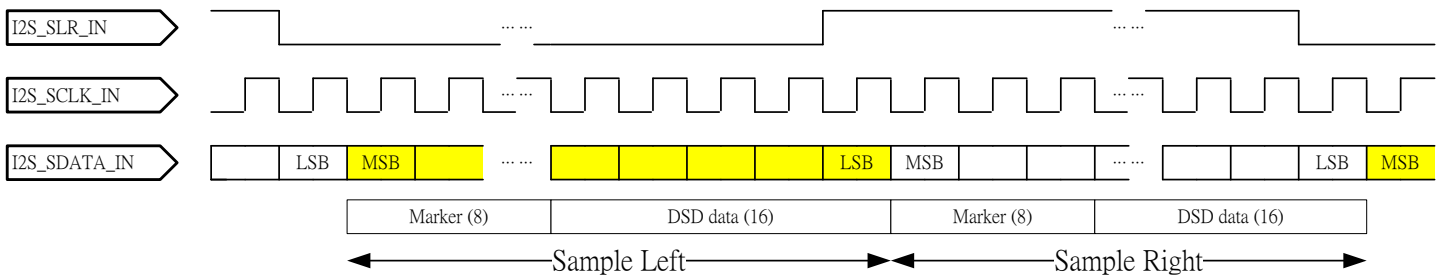 I2S_SLR_IN
... ...
... ...
I2S_SCLK_IN
... ...
... ...
I2S_SDATA_IN
LSB
MSB
... ...
LSB
MSB
... ...
LSB
MSB
Marker (8)
DSD data (16)
Marker (8)
DSD data (16)
Sample Left
Sample Right